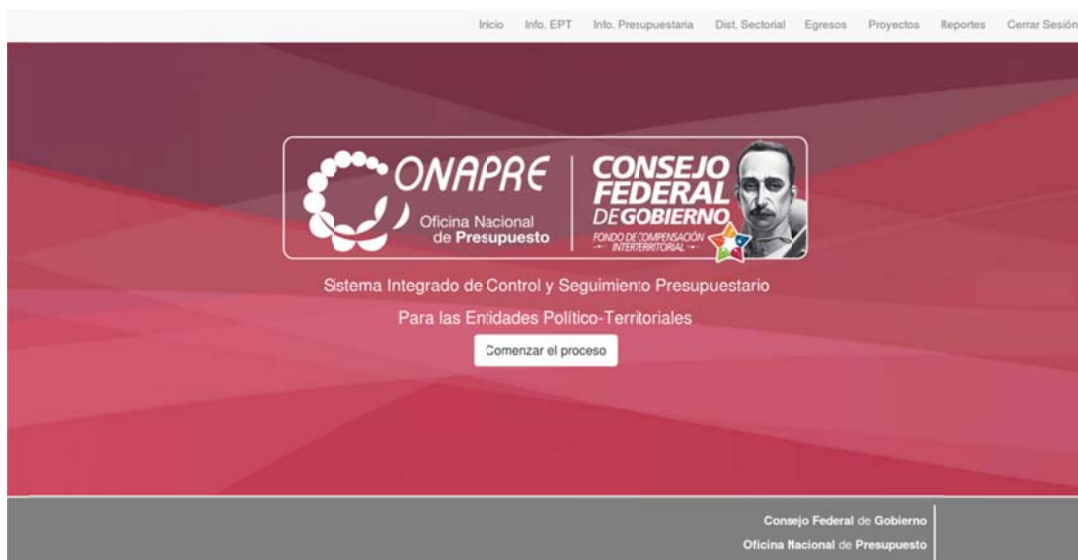 Inicio Info. EPT Info. Presupuestaria Dist. Sectorial Egresos Proyectos Reportes Cerrar Sesión
ONAPRE
Oficina Nacional
de Presupuesto
CONSEJO
FEDERAL
DE GOBIERNO
FONDO DE COMPENSACIÓN
INTERTERRITORIAL
Sistema Integrado de Control y Seguimiento Presupuestario
Para las Entidades Político-Territoriales
Comenzar el proceso
Consejo Federal de Gobierno
Oficina Nacional de Presupuesto